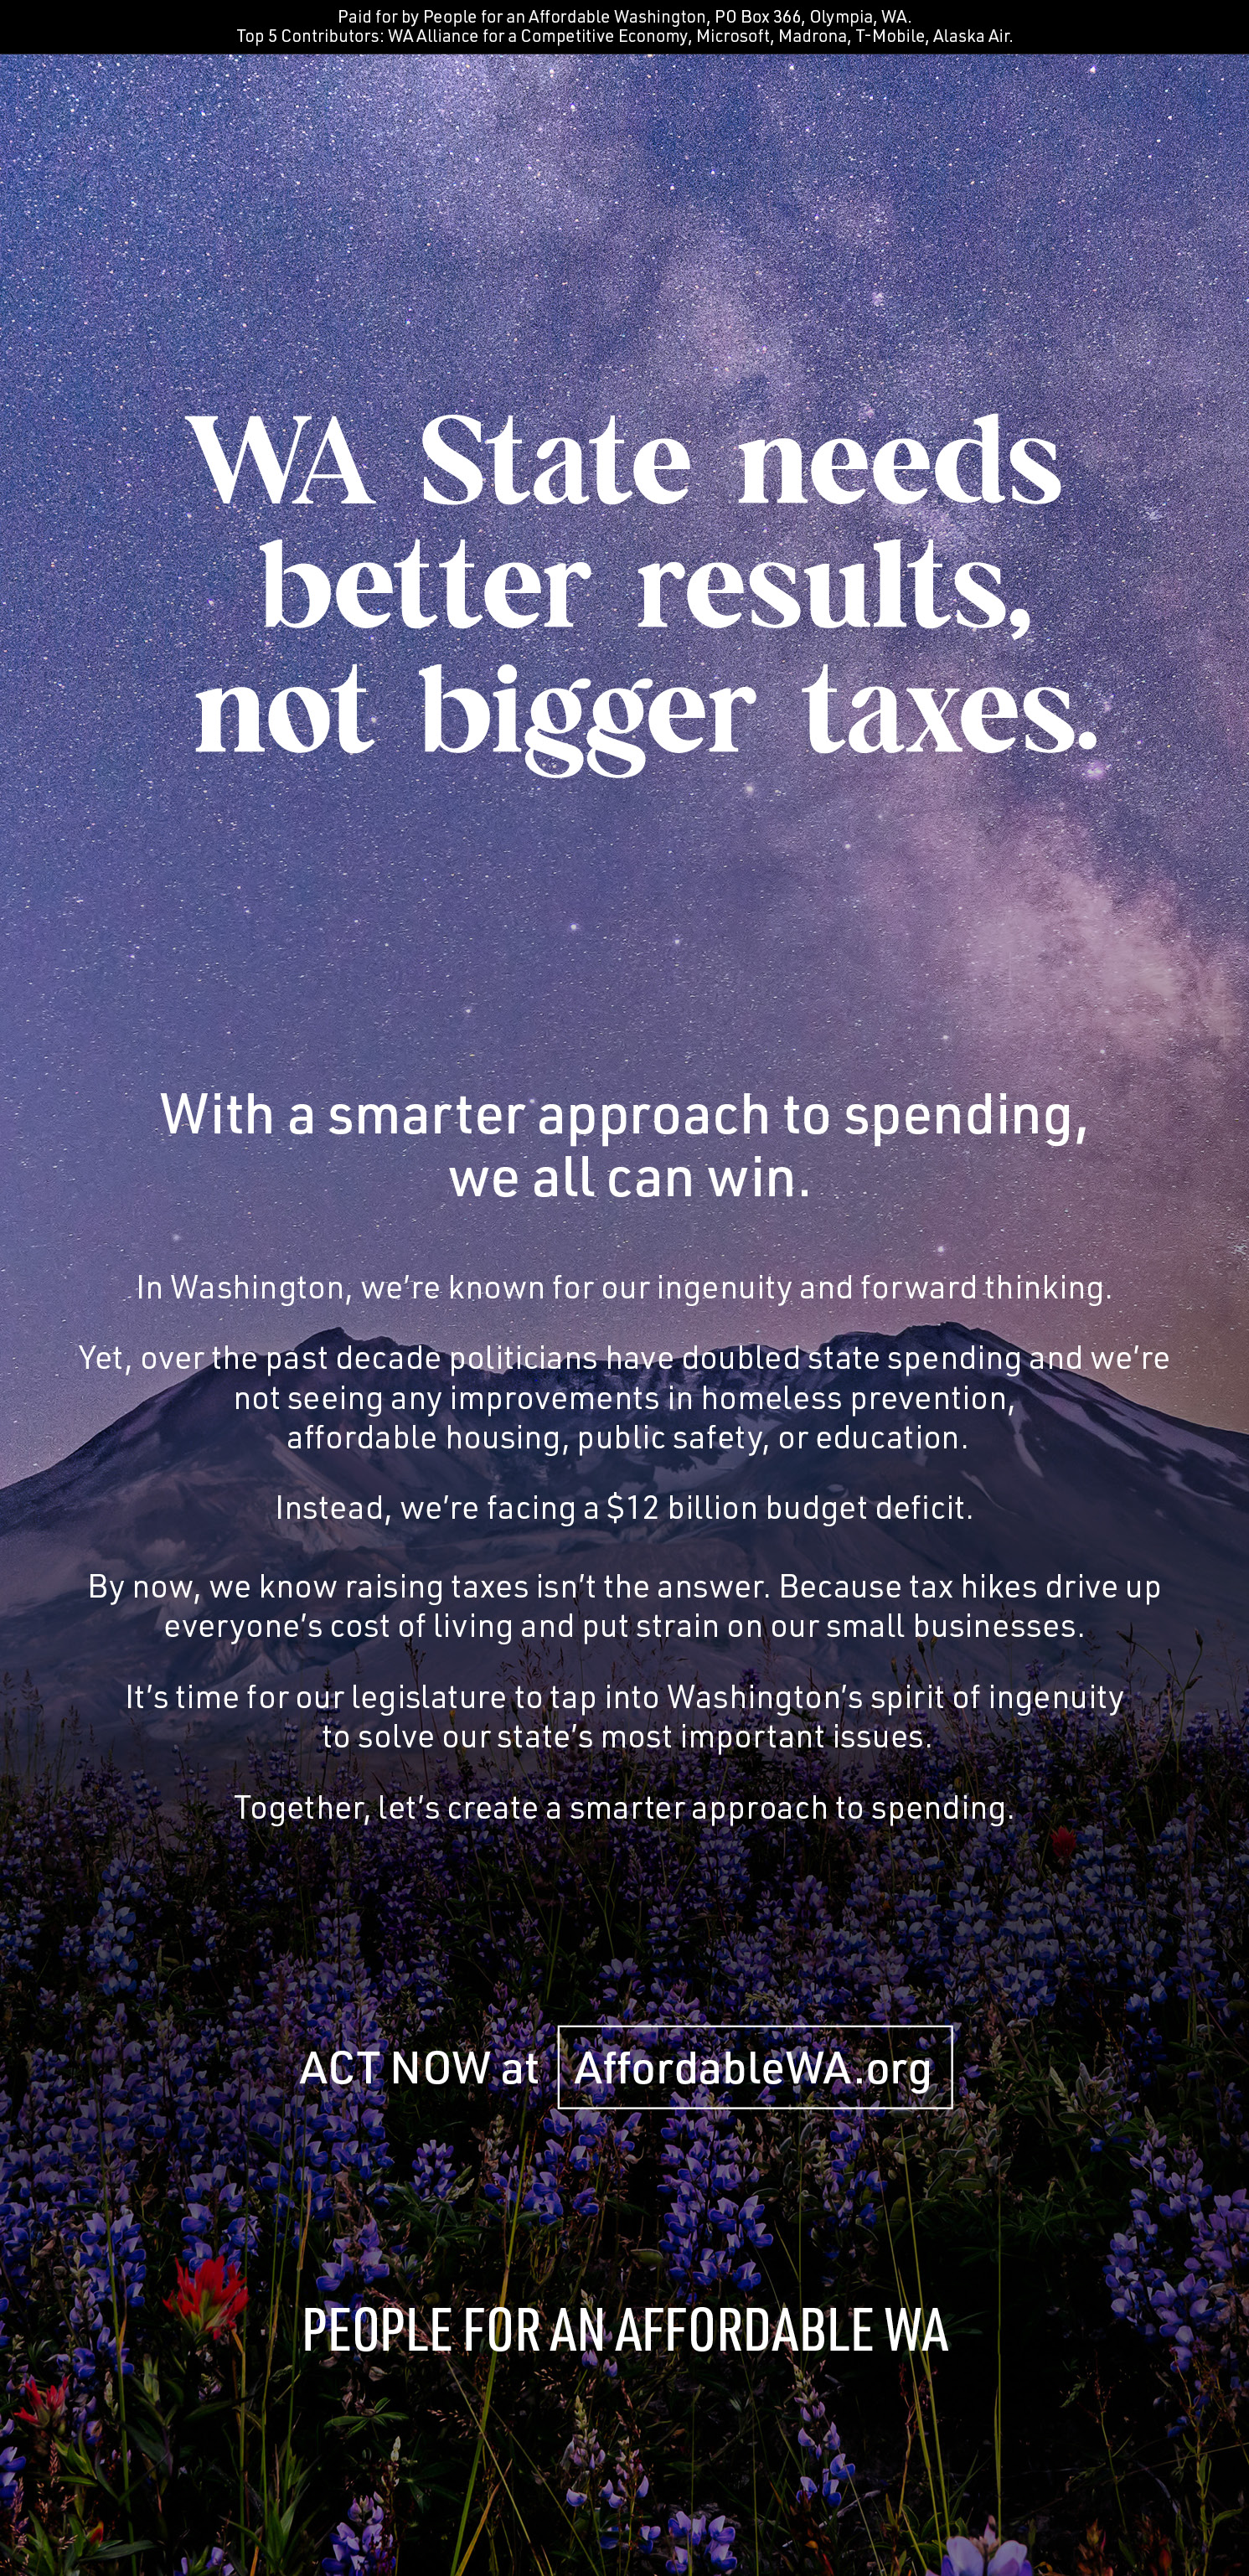 Paid for by People for an Affordable Washington, PO Box 366, Olympia, WA.
Top 5 Contributors: WA Alliance for a Competitive Economy, Microsoft, Madrona, T-Mobile, Alaska Air.
WA State needs
better results,
not bigger taxes.
With a smarter approach to spending,
we all can win.
In Washington, we’re known for our ingenuity and forward thinking.
Yet, over the past decade politicians have doubled state spending and we’re
not seeing any improvements in homeless prevention,
affordable housing, public safety, or education.
Instead, we’re facing a $12 billion budget deficit.
By now, we know raising taxes isn’t the answer. Because tax hikes drive up
everyone’s cost of living and put strain on our small businesses.
It’s time for our legislature to tap into Washington’s spirit of ingenuity
to solve our state’s most important issues.
Together, let’s create a smarter approach to spending.
ACT NOW at AffordableWA.org
PEOPLE FOR AN AFFORDABLE WA